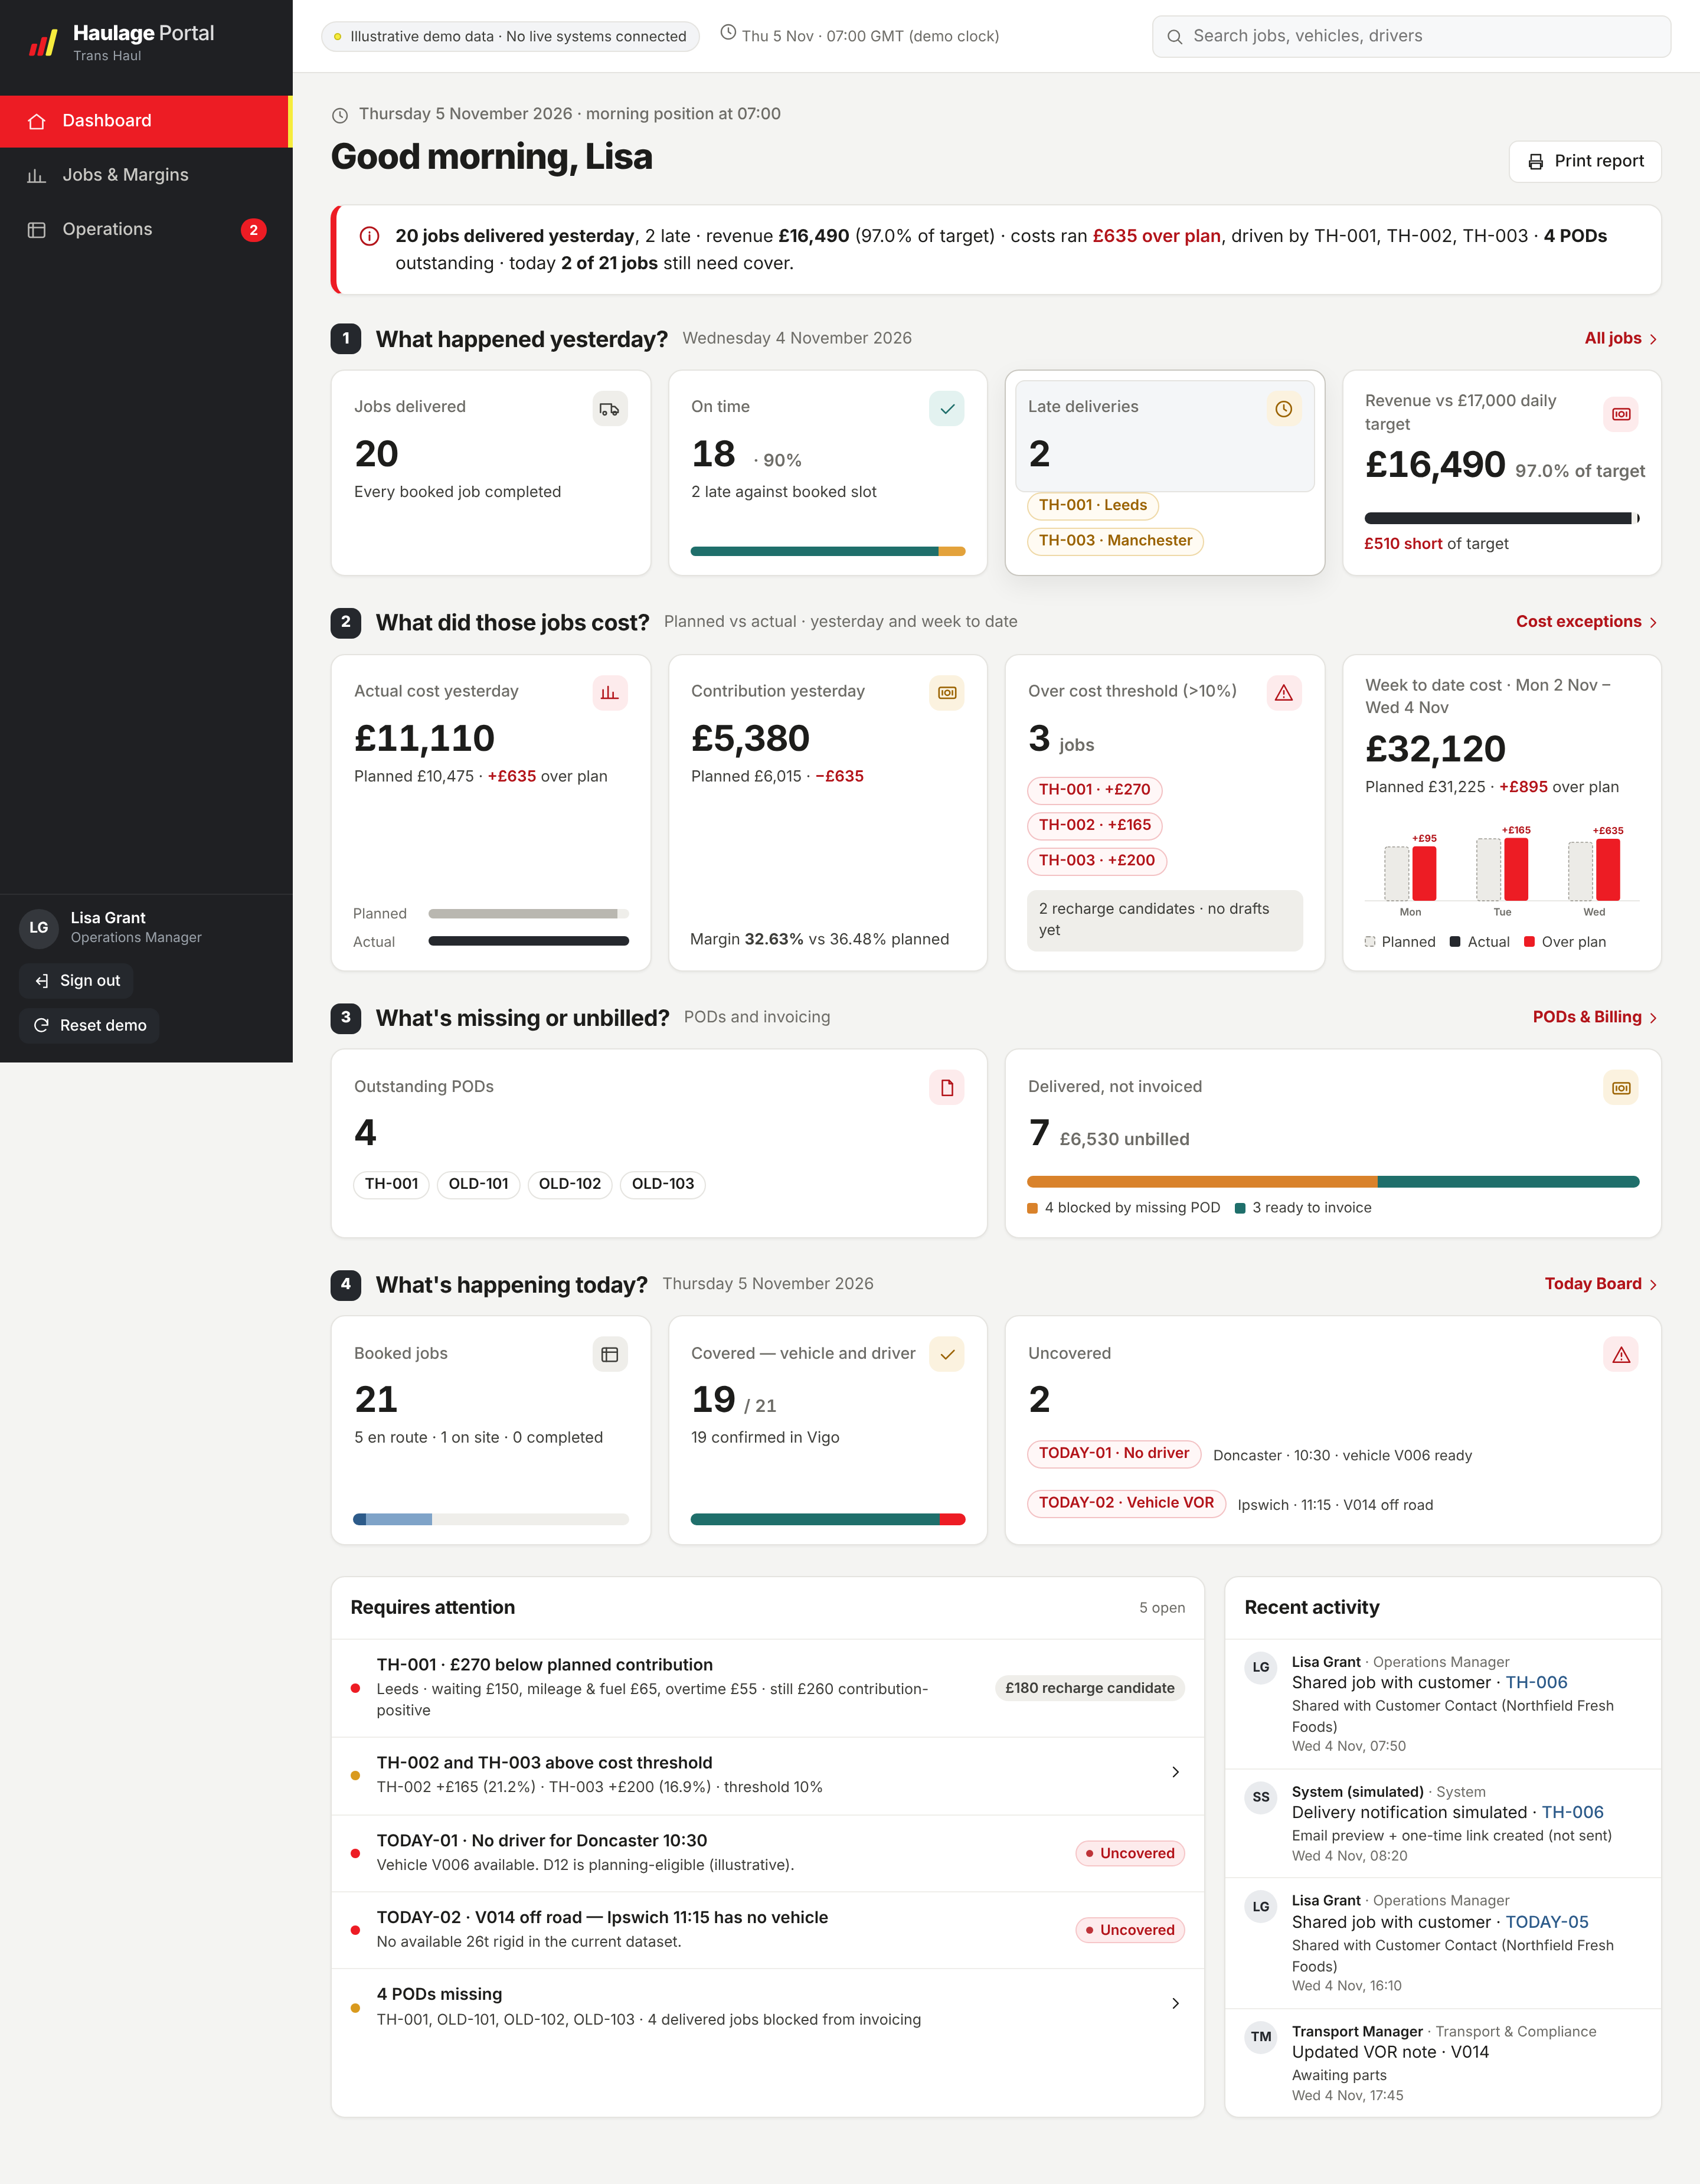 Haulage Portal
Trans Haul
Dashboard
Jobs & Margins
Operations
2
Lisa Grant
LG
Operations Manager
Sign out
Reset demo
Illustrative demo data · No live systems connected
Thu 5 Nov · 07:00 GMT (demo clock)
Search jobs, vehicles, drivers
Thursday 5 November 2026 · morning position at 07:00
Good morning, Lisa
Print report
20 jobs delivered yesterday, 2 late · revenue £16,490 (97.0% of target) · costs ran £635 over plan, driven by TH-001, TH-002, TH-003 · 4 PODs
outstanding · today 2 of 21 jobs still need cover.
1
What happened yesterday?
Wednesday 4 November 2026
All jobs
Jobs delivered
20
Every booked job completed
On time
18 · 90%
2 late against booked slot
Late deliveries
2
TH-001 · Leeds
TH-003 · Manchester
Revenue vs £17,000 daily
target
£16,490 97.0% of target
£510 short of target
2
What did those jobs cost?
Planned vs actual · yesterday and week to date
Cost exceptions
Actual cost yesterday
£11,110
Planned £10,475 · +£635 over plan
Planned
Actual
Contribution yesterday
£5,380
Planned £6,015 · −£635
Margin 32.63% vs 36.48% planned
Over cost threshold (>10%)
3 jobs
TH-001 · +£270
TH-002 · +£165
TH-003 · +£200
2 recharge candidates · no drafts
yet
Week to date cost · Mon 2 Nov –
Wed 4 Nov
£32,120
Planned £31,225 · +£895 over plan
+£95
+£165
+£635
Mon
Tue
Wed
Planned
Actual
Over plan
3
What's missing or unbilled?
PODs and invoicing
PODs & Billing
Outstanding PODs
4
TH-001
OLD-101
OLD-102
OLD-103
Delivered, not invoiced
7 £6,530 unbilled
4 blocked by missing POD
3 ready to invoice
4
What's happening today?
Thursday 5 November 2026
Today Board
Booked jobs
21
5 en route · 1 on site · 0 completed
Covered — vehicle and driver
19 / 21
19 confirmed in Vigo
Uncovered
2
TODAY-01 · No driver
Doncaster · 10:30 · vehicle V006 ready
TODAY-02 · Vehicle VOR
Ipswich · 11:15 · V014 off road
Requires attention
5 open
TH-001 · £270 below planned contribution
Leeds · waiting £150, mileage & fuel £65, overtime £55 · still £260 contribution-
positive
£180 recharge candidate
TH-002 and TH-003 above cost threshold
TH-002 +£165 (21.2%) · TH-003 +£200 (16.9%) · threshold 10%
TODAY-01 · No driver for Doncaster 10:30
Vehicle V006 available. D12 is planning-eligible (illustrative).
Uncovered
TODAY-02 · V014 off road — Ipswich 11:15 has no vehicle
No available 26t rigid in the current dataset.
Uncovered
4 PODs missing
TH-001, OLD-101, OLD-102, OLD-103 · 4 delivered jobs blocked from invoicing
Recent activity
LG
Lisa Grant · Operations Manager
Shared job with customer · TH-006
Shared with Customer Contact (Northfield Fresh
Foods)
Wed 4 Nov, 07:50
SS
System (simulated) · System
Delivery notification simulated · TH-006
Email preview + one-time link created (not sent)
Wed 4 Nov, 08:20
LG
Lisa Grant · Operations Manager
Shared job with customer · TODAY-05
Shared with Customer Contact (Northfield Fresh
Foods)
Wed 4 Nov, 16:10
TM
Transport Manager · Transport & Compliance
Updated VOR note · V014
Awaiting parts
Wed 4 Nov, 17:45